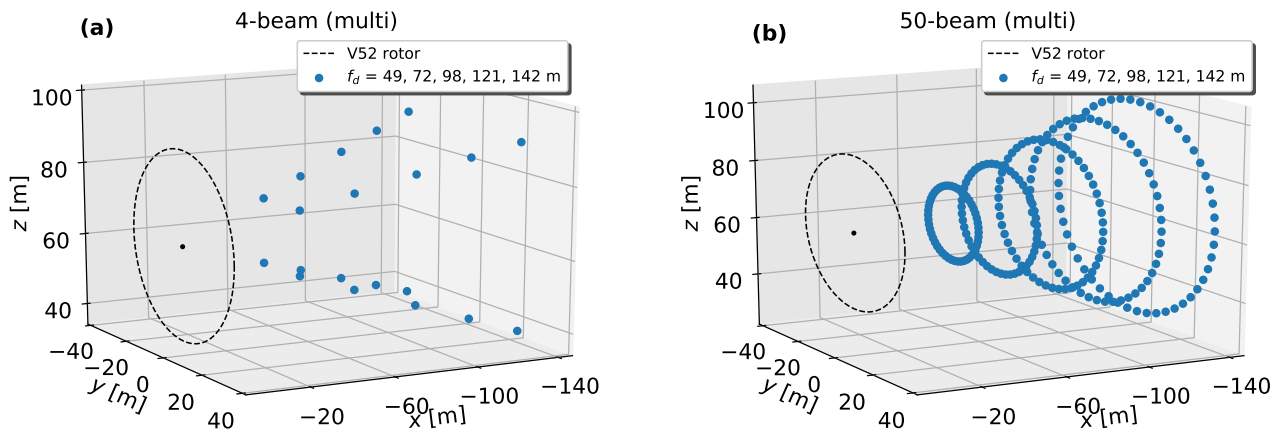 (a)
4-beam (multi)
V52 rotor
f_d = 49, 72, 98, 121, 142 m
100
80
60
40
z [m]
−40
−20
0
20
40
y [m]
−20
−60
−100
−140
x [m]
(b)
50-beam (multi)
V52 rotor
f_d = 49, 72, 98, 121, 142 m
100
80
60
40
z [m]
−40
−20
0
20
40
y [m]
−20
−60
−100
−140
x [m]